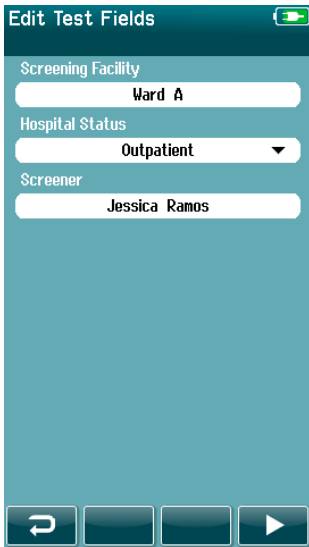 Edit Test Fields
Screening Facility
Ward A
Hospital Status
Outpatient
Screener
Jessica Ramos